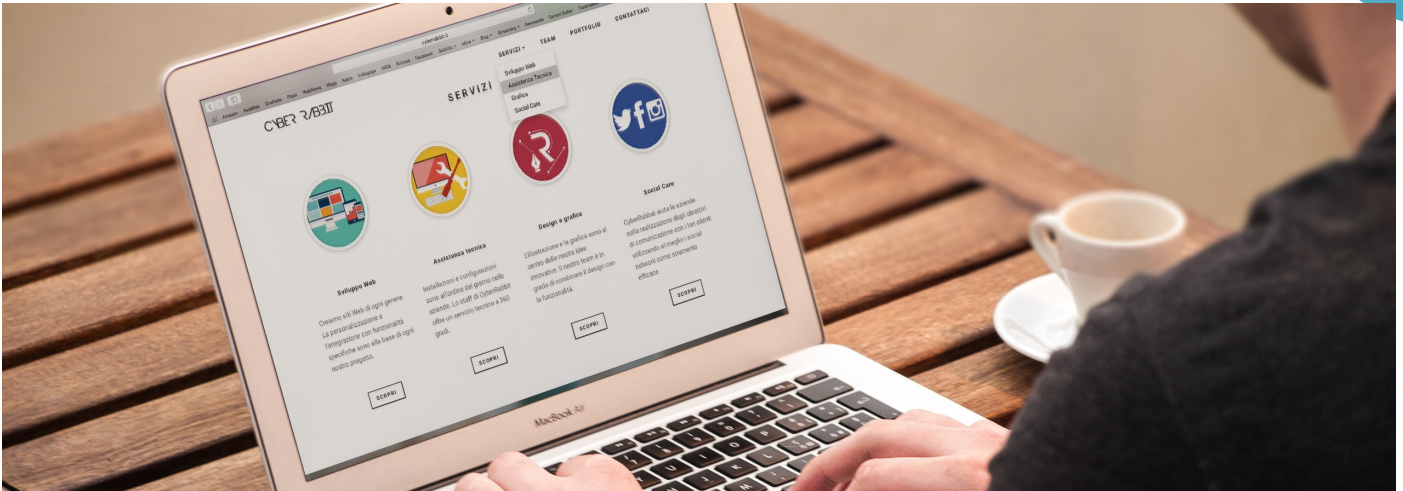 cyberrabbit.it
SERVIZI
TEAM
PORTFOLIO
CONTATTACI
Sviluppo Web
Assistenza Tecnica
Grafica
Social Care
CYBER RABBIT
SERVIZI
Sviluppo Web
Creiamo siti Web di ogni genere.
La personalizzazione e
l'integrazione con funzionalità
specifiche sono alla base di ogni
nostro progetto.
SCOPRI
Assistenza tecnica
Installazioni e configurazioni
sono all'ordine del giorno nelle
aziende. Lo staff di CyberRabbit
offre un servizio tecnico a 360
gradi.
SCOPRI
Design e grafica
L'illustrazione e la grafica sono al
centro delle nostre idee
innovative. Il nostro team è in
grado di combinare il design con
le funzionalità.
SCOPRI
Social Care
CyberRabbit aiuta le aziende
nella realizzazione degli obiettivi
di comunicazione con i lori clienti
utilizzando al meglio i social
network come strumento
efficace.
SCOPRI
MacBook Air